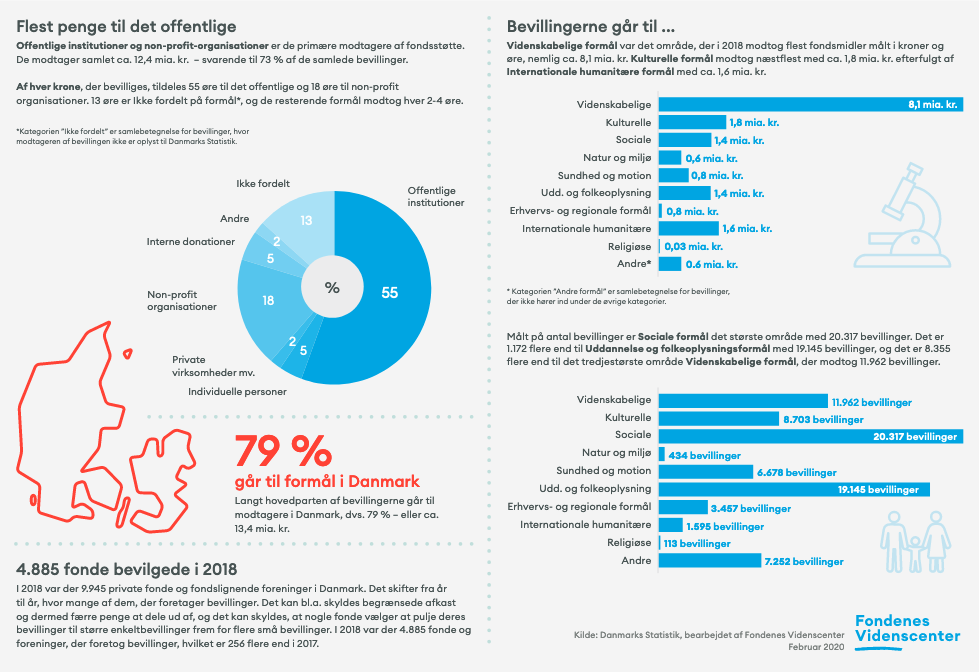 Flest penge til det offentlige
Offentlige institutioner og non-profit-organisationer er de primære modtagere af fondsstøtte.
De modtager samlet ca. 12,4 mia. kr.  – svarende til 73 % af de samlede bevillinger.
Af hver krone, der bevilliges, tildeles 55 øre til det offentlige og 18 øre til non-profit
organisationer. 13 øre er Ikke fordelt på formål*, og de resterende formål modtog hver 2-4 øre.
*Kategorien "Ikke fordelt" er samlebetegnelse for bevillinger, hvor
modtageren af bevillingen ikke er oplyst til Danmarks Statistik.
Ikke fordelt
Offentlige
institutioner
Andre
Interne donationer
Non-profit
organisationer
Private
virksomheder mv.
Individuelle personer
13
2
5
18
2
5
55
%
79 %
går til formål i Danmark
Langt hovedparten af bevillingerne går til
modtagere i Danmark, dvs. 79 % – eller ca.
13,4 mia. kr.
4.885 fonde bevilgede i 2018
I 2018 var der 9.945 private fonde og fondslignende foreninger i Danmark. Det skifter fra år
til år, hvor mange af dem, der foretager bevillinger. Det kan bl.a. skyldes begrænsede afkast
og dermed færre penge at dele ud af, og det kan skyldes, at nogle fonde vælger at pulje deres
bevillinger til større enkeltbevillinger frem for flere små bevillinger. I 2018 var der 4.885 fonde og
foreninger, der foretog bevillinger, hvilket er 256 flere end i 2017.
Bevillingerne går til ...
Videnskabelige formål var det område, der i 2018 modtog flest fondsmidler målt i kroner og
øre, nemlig ca. 8,1 mia. kr. Kulturelle formål modtog næstflest med ca. 1,8 mia. kr. efterfulgt af
Internationale humanitære formål med ca. 1,6 mia. kr.
Videnskabelige 8,1 mia. kr.
Kulturelle 1,8 mia. kr.
Sociale 1,4 mia. kr.
Natur og miljø 0,6 mia. kr.
Sundhed og motion 0,8 mia. kr.
Udd. og folkeoplysning 1,4 mia. kr.
Erhvervs- og regionale formål 0,8 mia. kr.
Internationale humanitære 1,6 mia. kr.
Religiøse 0,03 mia. kr.
Andre* 0.6 mia. kr.
* Kategorien "Andre formål" er samlebetegnelse for bevillinger,
der ikke hører ind under de øvrige kategorier.
Målt på antal bevillinger er Sociale formål det største område med 20.317 bevillinger. Det er
1.172 flere end til Uddannelse og folkeoplysningsformål med 19.145 bevillinger, og det er 8.355
flere end til det tredjestørste område Videnskabelige formål, der modtog 11.962 bevillinger.
Videnskabelige 11.962 bevillinger
Kulturelle 8.703 bevillinger
Sociale 20.317 bevillinger
Natur og miljø 434 bevillinger
Sundhed og motion 6.678 bevillinger
Udd. og folkeoplysning 19.145 bevillinger
Erhvervs- og regionale formål 3.457 bevillinger
Internationale humanitære 1.595 bevillinger
Religiøse 113 bevillinger
Andre 7.252 bevillinger
Kilde: Danmarks Statistik, bearbejdet af Fondenes Videnscenter
Februar 2020
Fondenes
Videnscenter